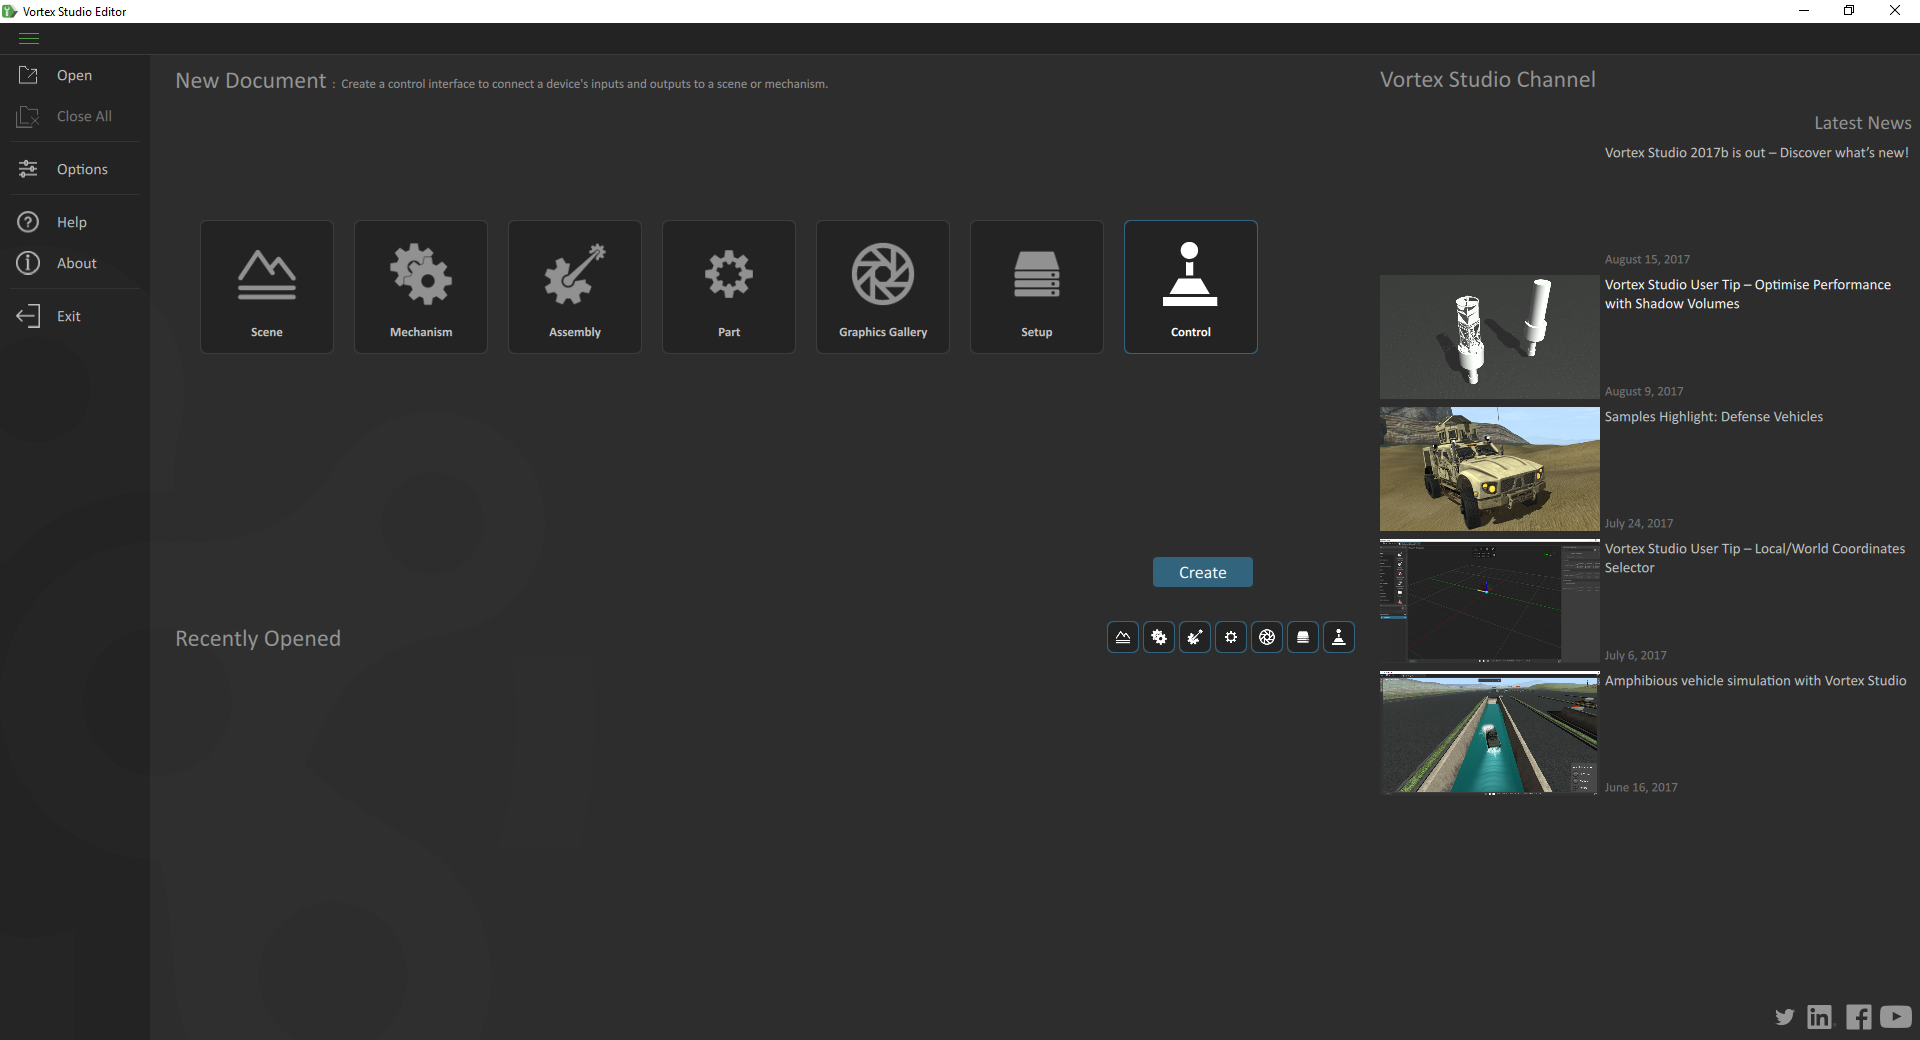 Vortex Studio Editor
Open
Close All
Options
Help
About
Exit
New Document : Create a control interface to connect a device's inputs and outputs to a scene or mechanism.
Scene
Mechanism
Assembly
Part
Graphics Gallery
Setup
Control
Create
Recently Opened
Vortex Studio Channel
Latest News
Vortex Studio 2017b is out – Discover what's new!
August 15, 2017
Vortex Studio User Tip – Optimise Performance
with Shadow Volumes
August 9, 2017
Samples Highlight: Defense Vehicles
July 24, 2017
Vortex Studio User Tip – Local/World Coordinates
Selector
July 6, 2017
Amphibious vehicle simulation with Vortex Studio
June 16, 2017